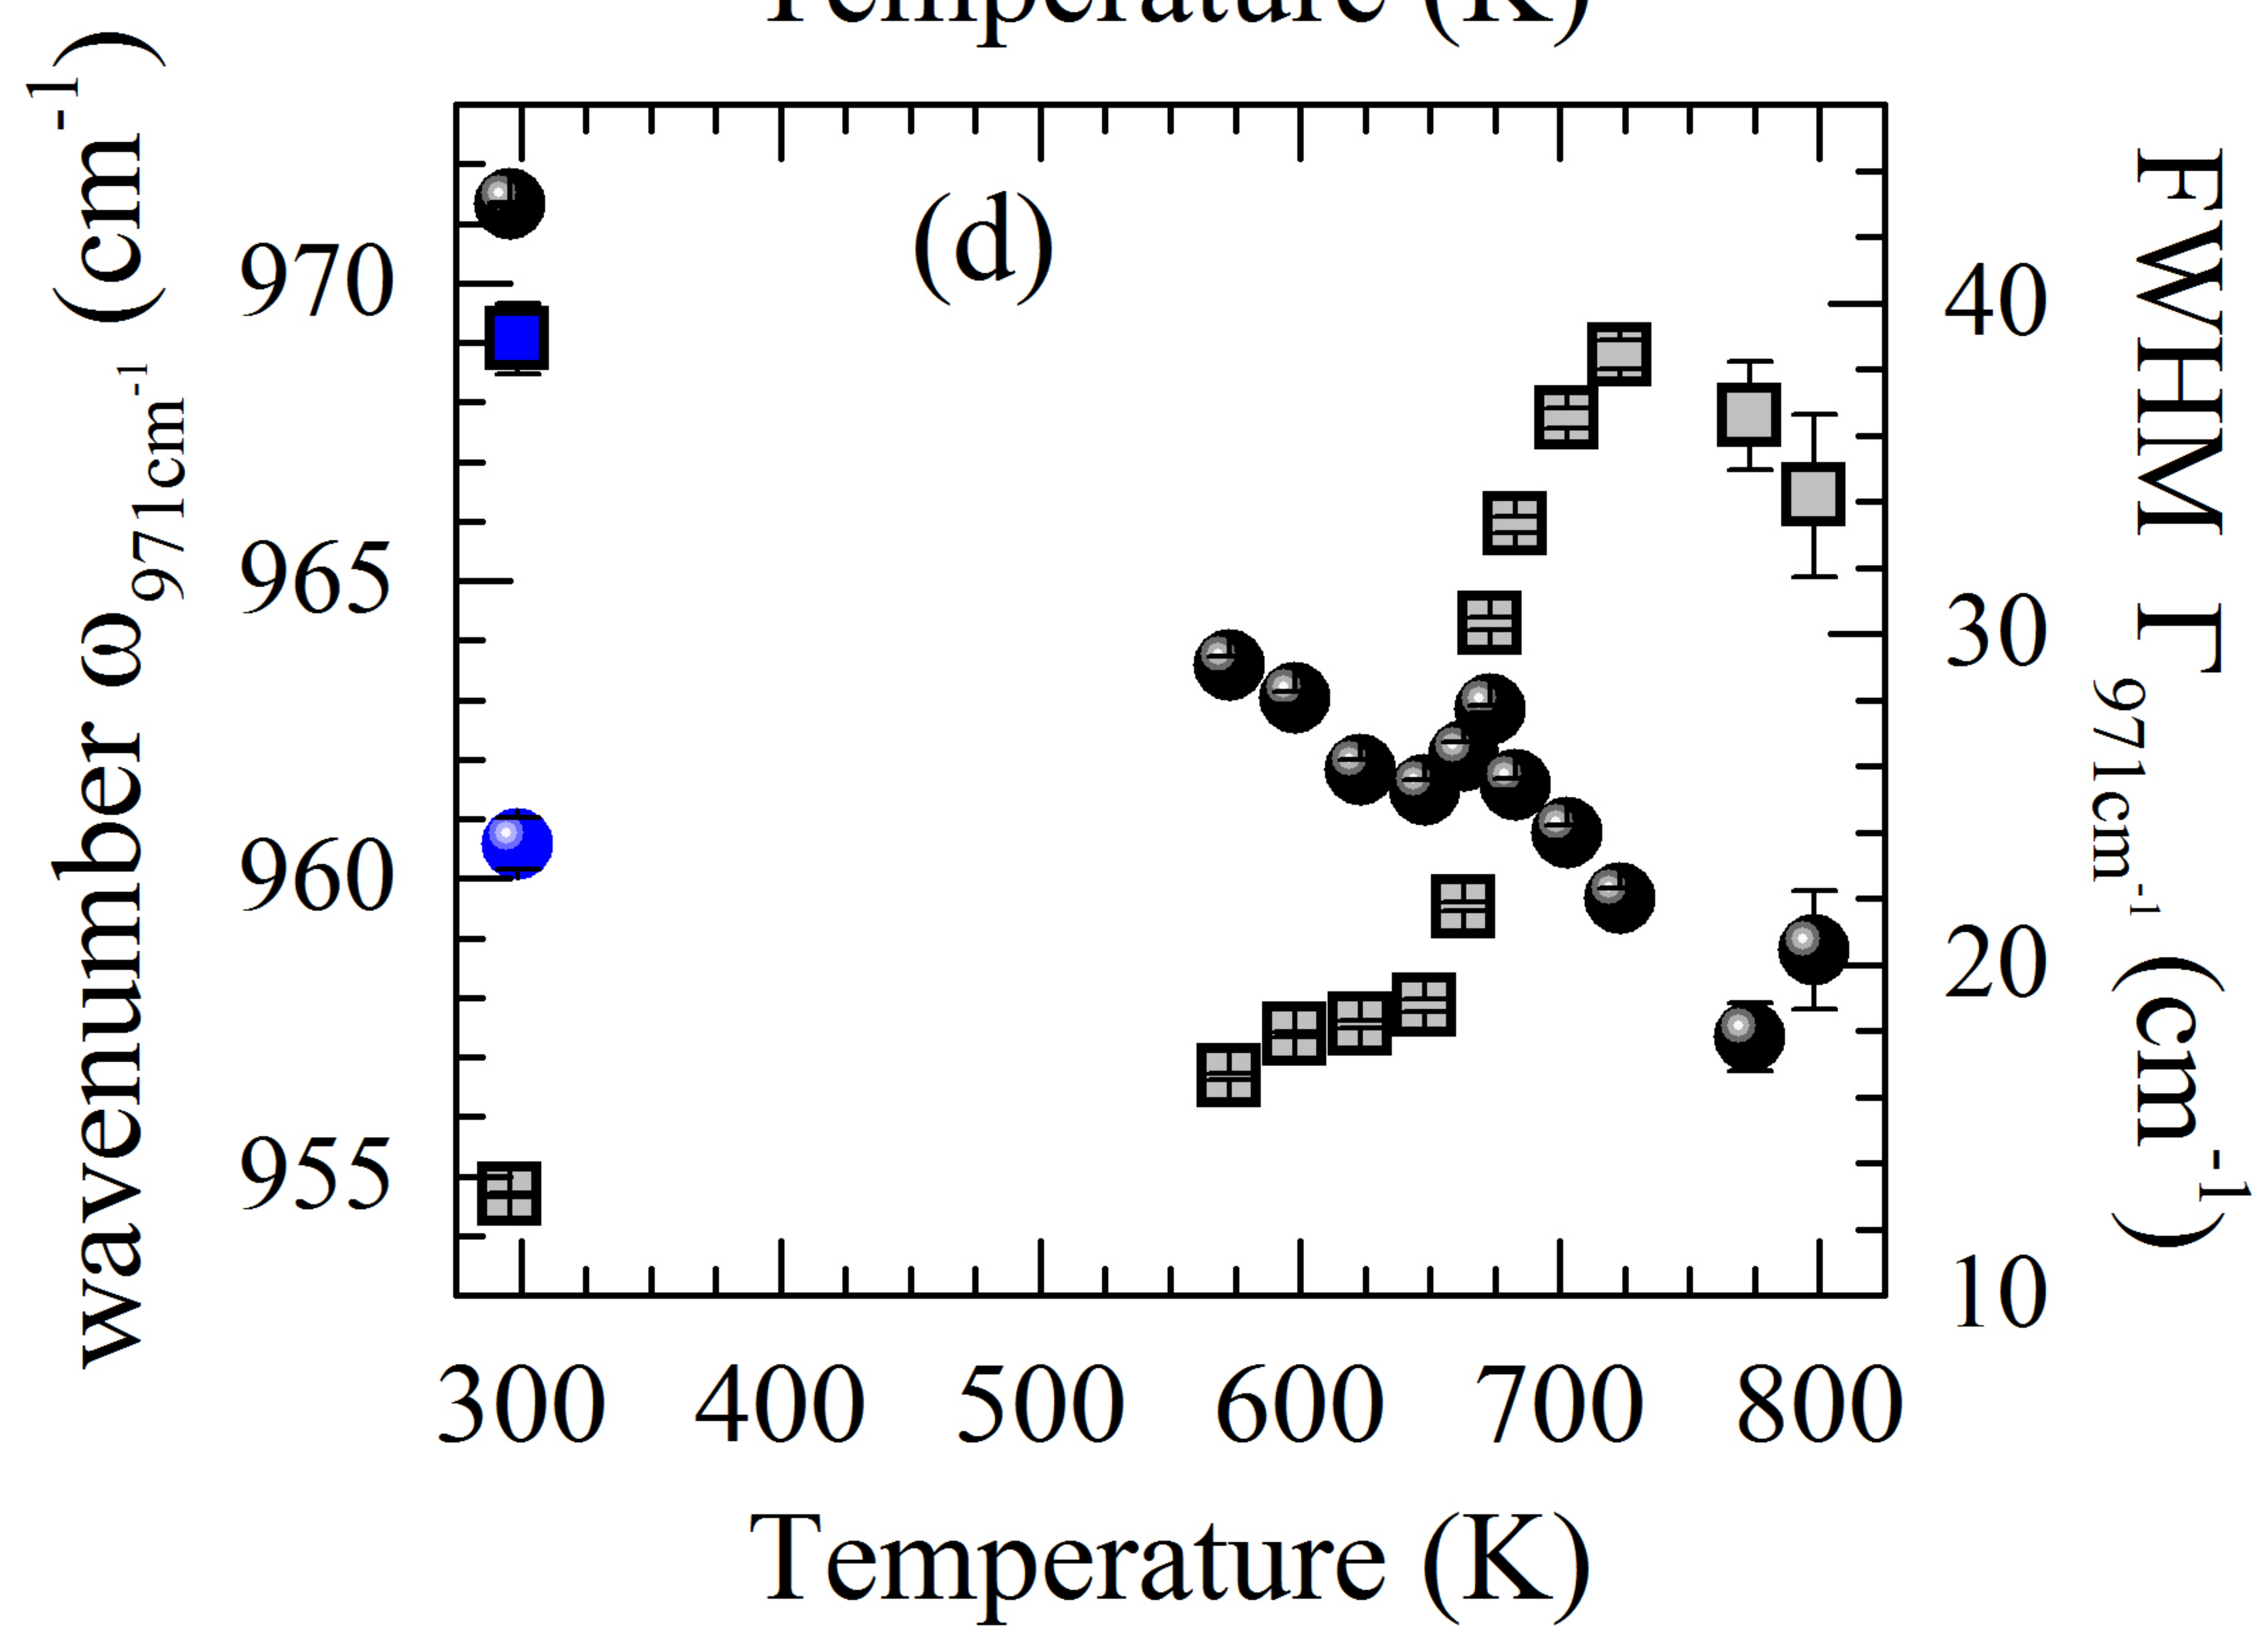 Temperature (K)
(d)
wavenumber ω971cm-1 (cm-1)
970
965
960
955
40
30
20
10
FWHM Γ971cm-1 (cm-1)
300 400 500 600 700 800
Temperature (K)